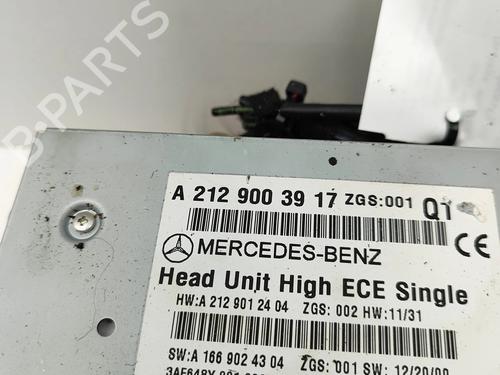 B-PARTS
A 212 900 39 17 ZGS:001 Q1
MERCEDES-BENZ
Head Unit High ECE Single
HW:A 212 901 24 04 ZGS: 002 HW:11/31
SW:A 166 902 43 04 ZGS: 001 SW: 12/20/00